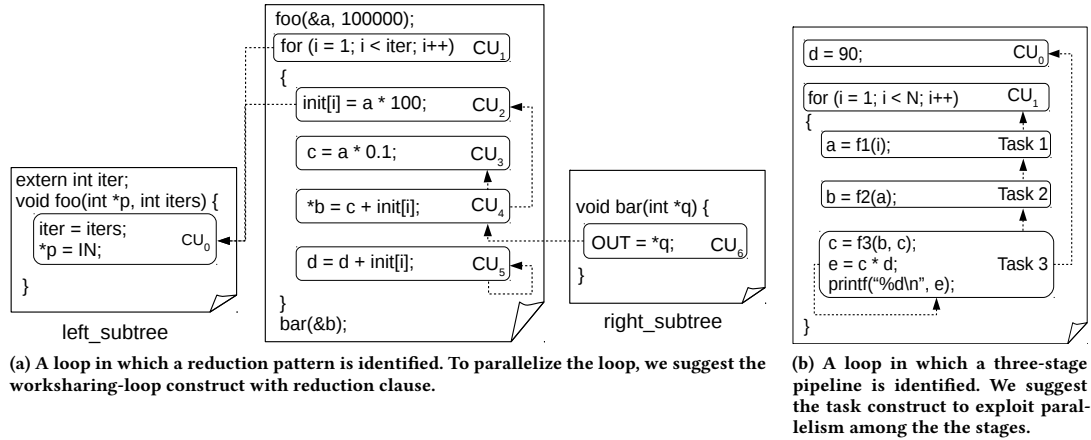 foo(&a, 100000);
for (i = 1; i < iter; i++) CU1
{
init[i] = a * 100; CU2
c = a * 0.1; CU3
*b = c + init[i]; CU4
d = d + init[i]; CU5
}
bar(&b);
extern int iter;
void foo(int *p, int iters) {
iter = iters;
*p = IN; CU0
}
left_subtree
void bar(int *q) {
OUT = *q; CU6
}
right_subtree
(a) A loop in which a reduction pattern is identified. To parallelize the loop, we suggest the
worksharing-loop construct with reduction clause.
d = 90; CU0
for (i = 1; i < N; i++) CU1
{
a = f1(i); Task 1
b = f2(a); Task 2
c = f3(b, c);
e = c * d; Task 3
printf("%d\n", e);
}
(b) A loop in which a three-stage
pipeline is identified. We suggest
the task construct to exploit paral-
lelism among the the stages.